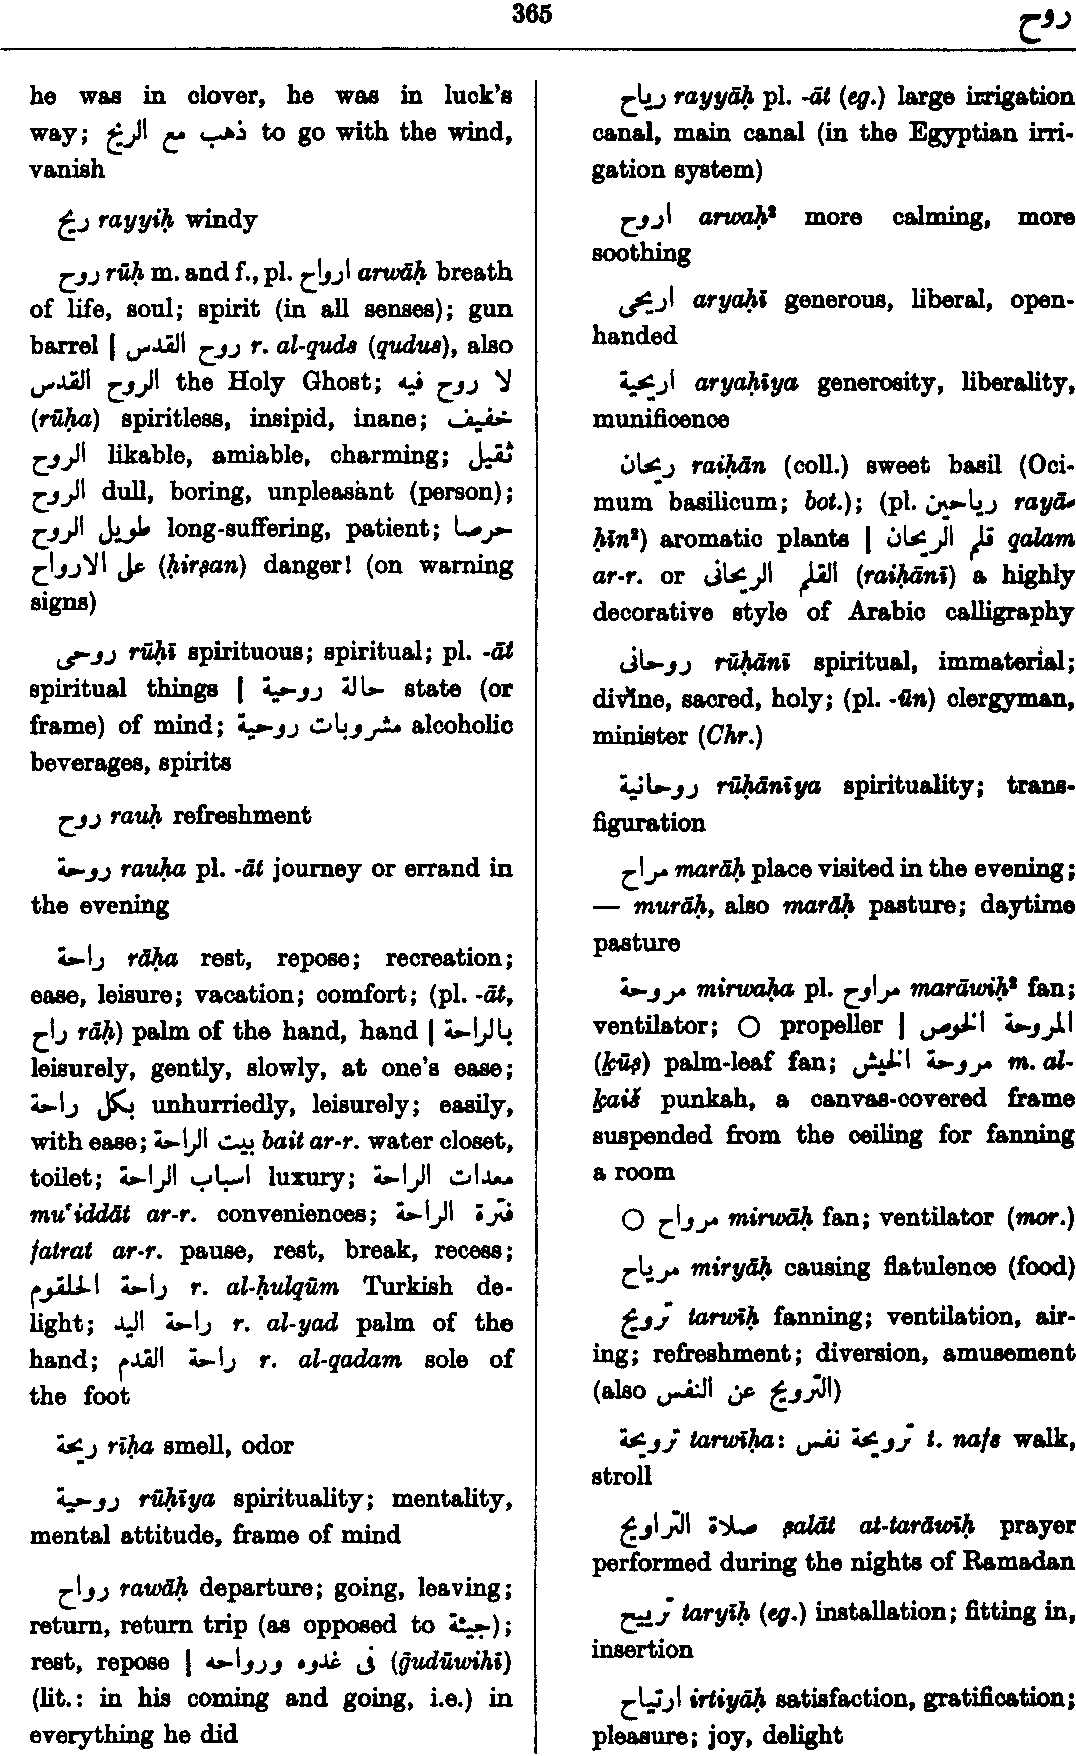 365
روح
he was in clover, he was in luck's
way; ذهب مع الريح to go with the wind,
vanish
ريح rayyiḥ windy
روح rūḥ m. and f., pl. ارواح arwāḥ breath
of life, soul; spirit (in all senses); gun
barrel | روح القدس r. al-quds (qudus), also
الروح القدس the Holy Ghost; لا روح فيه
(rūḥa) spiritless, insipid, inane; خفيف
الروح likable, amiable, charming; ثقيل
الروح dull, boring, unpleasant (person);
طويل الروح long-suffering, patient; حرصا
على الارواح (ḥirṣan) danger! (on warning
signs)
روحى rūḥī spirituous; spiritual; pl. -āt
spiritual things | حالة روحية state (or
frame) of mind; مشروبات روحية alcoholic
beverages, spirits
روح rauḥ refreshment
روحة rauḥa pl. -āt journey or errand in
the evening
راحة rāḥa rest, repose; recreation;
ease, leisure; vacation; comfort; (pl. -āt,
راح rāḥ) palm of the hand, hand | بالراحة
leisurely, gently, slowly, at one's ease;
بكل راحة unhurriedly, leisurely; easily,
with ease; بيت الراحة bait ar-r. water closet,
toilet; اسباب الراحة luxury; معدات الراحة
mu‘iddāt ar-r. conveniences; فترة الراحة
fatrat ar-r. pause, rest, break, recess;
راحة الحلقوم r. al-ḥulqūm Turkish de-
light; راحة اليد r. al-yad palm of the
hand; راحة القدم r. al-qadam sole of
the foot
ريحة rīḥa smell, odor
روحية rūḥīya spirituality; mentality,
mental attitude, frame of mind
رواح rawāḥ departure; going, leaving;
return, return trip (as opposed to جيئة);
rest, repose | فى غدوه ورواحه (ḡudūwihī)
(lit.: in his coming and going, i.e.) in
everything he did
رياح rayyāḥ pl. -āt (eg.) large irrigation
canal, main canal (in the Egyptian irri-
gation system)
اروح arwaḥ² more calming, more
soothing
اريحى aryaḥī generous, liberal, open-
handed
اريحية aryaḥīya generosity, liberality,
munificence
ريحان raiḥān (coll.) sweet basil (Oci-
mum basilicum; bot.); (pl. رياحين rayā-
ḥīn²) aromatic plants | قلم الريحان qalam
ar-r. or القلم الريحانى (raiḥānī) a highly
decorative style of Arabic calligraphy
روحانى rūḥānī spiritual, immaterial;
divine, sacred, holy; (pl. -ūn) clergyman,
minister (Chr.)
روحانية rūḥānīya spirituality; trans-
figuration
مراح marāḥ place visited in the evening;
— murāḥ, also marāḥ pasture; daytime
pasture
مروحة mirwaḥa pl. مراوح marāwiḥ² fan;
ventilator; ○ propeller | المروحة الخوص
(ḵūṣ) palm-leaf fan; مروحة الخيش m. al-
ḵaiš punkah, a canvas-covered frame
suspended from the ceiling for fanning
a room
○ مرواح mirwāḥ fan; ventilator (mor.)
مرياح miryāḥ causing flatulence (food)
ترويح tarwīḥ fanning; ventilation, air-
ing; refreshment; diversion, amusement
(also الترويح عن النفس)
ترويحة tarwīḥa: ترويحة نفس t. nafs walk,
stroll
صلاة التراويح ṣalāt at-tarāwīḥ prayer
performed during the nights of Ramadan
ترييح taryīḥ (eg.) installation; fitting in,
insertion
ارتياح irtiyāḥ satisfaction, gratification;
pleasure; joy, delight